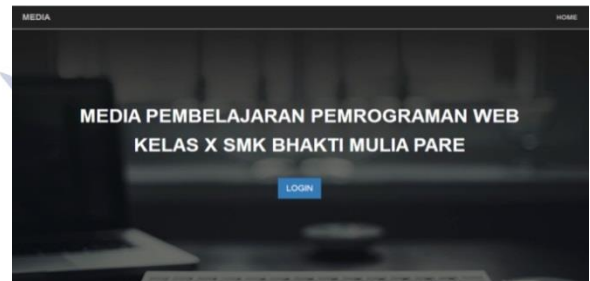 MEDIA HOME
MEDIA PEMBELAJARAN PEMROGRAMAN WEB
KELAS X SMK BHAKTI MULIA PARE
LOGIN